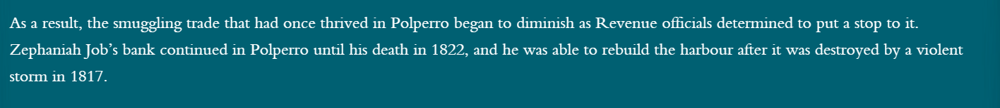 As a result, the smuggling trade that had once thrived in Polperro began to diminish as Revenue officials determined to put a stop to it.
Zephaniah Job’s bank continued in Polperro until his death in 1822, and he was able to rebuild the harbour after it was destroyed by a violent
storm in 1817.